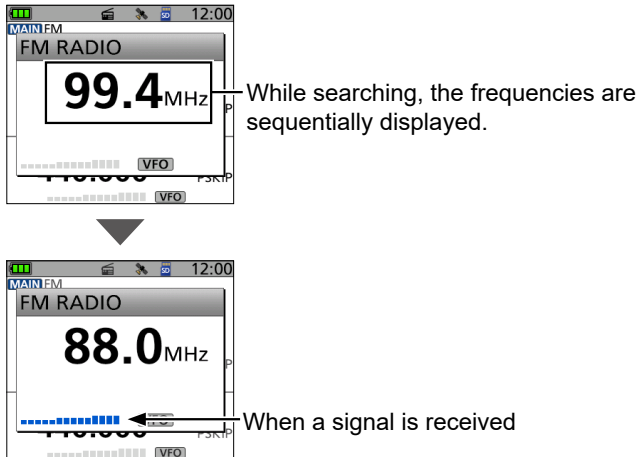 12:00
MAIN FM
FM RADIO
99.4MHz
VFO
PSKIP
VFO
While searching, the frequencies are
sequentially displayed.
12:00
MAIN FM
FM RADIO
88.0MHz
PSKIP
VFO
When a signal is received